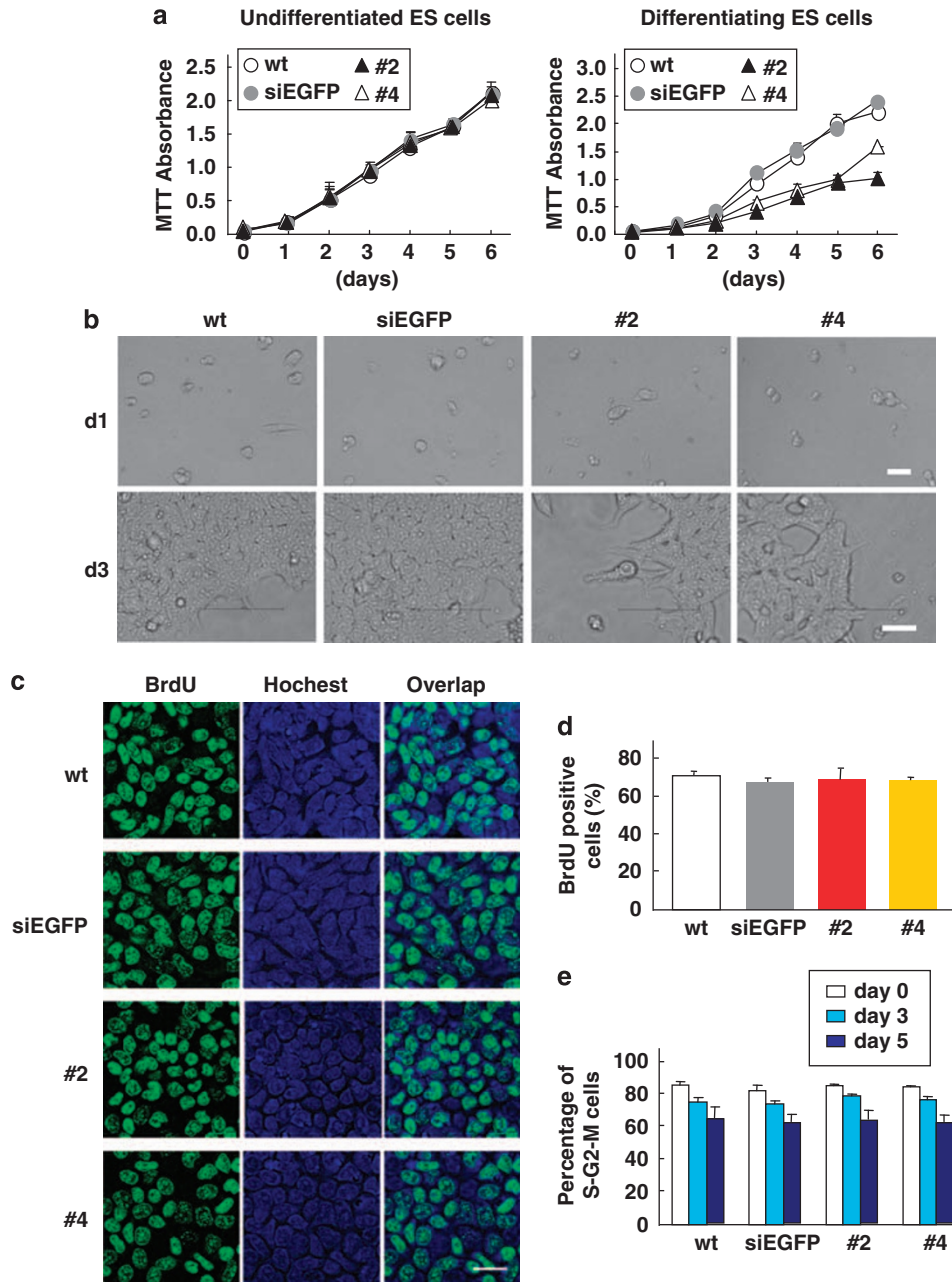 a
Undifferentiated ES cells
Differentiating ES cells
MTT Absorbance
2.5
2.0
1.5
1.0
0.5
0.0
wt
siEGFP
#2
#4
0 1 2 3 4 5 6
(days)
MTT Absorbance
3.0
2.5
2.0
1.5
1.0
0.5
0.0
wt
siEGFP
#2
#4
0 1 2 3 4 5 6
(days)
b
wt siEGFP #2 #4
d1
d3
c
BrdU Hochest Overlap
wt
siEGFP
#2
#4
d
BrdU positive
cells (%)
80
60
40
20
0
wt siEGFP #2 #4
e
day 0
day 3
day 5
Percentage of
S-G2-M cells
100
80
60
40
20
0
wt siEGFP #2 #4